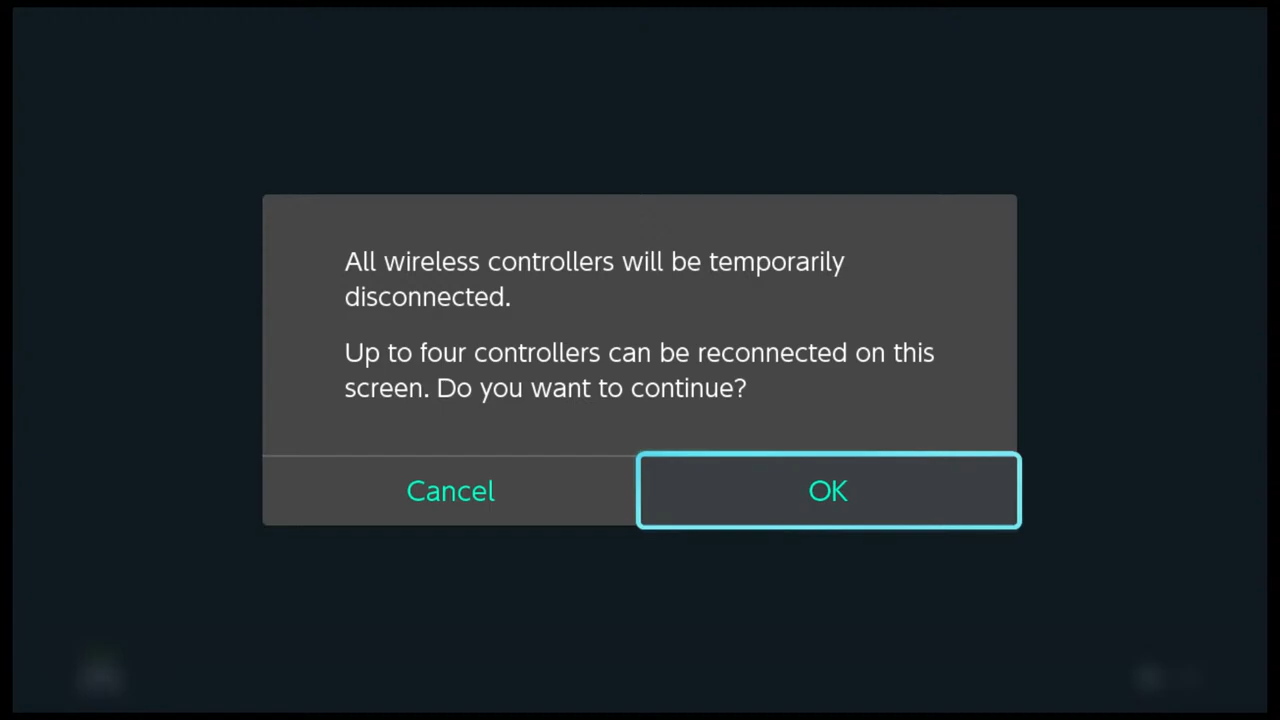 All wireless controllers will be temporarily
disconnected.
Up to four controllers can be reconnected on this
screen. Do you want to continue?
Cancel
OK